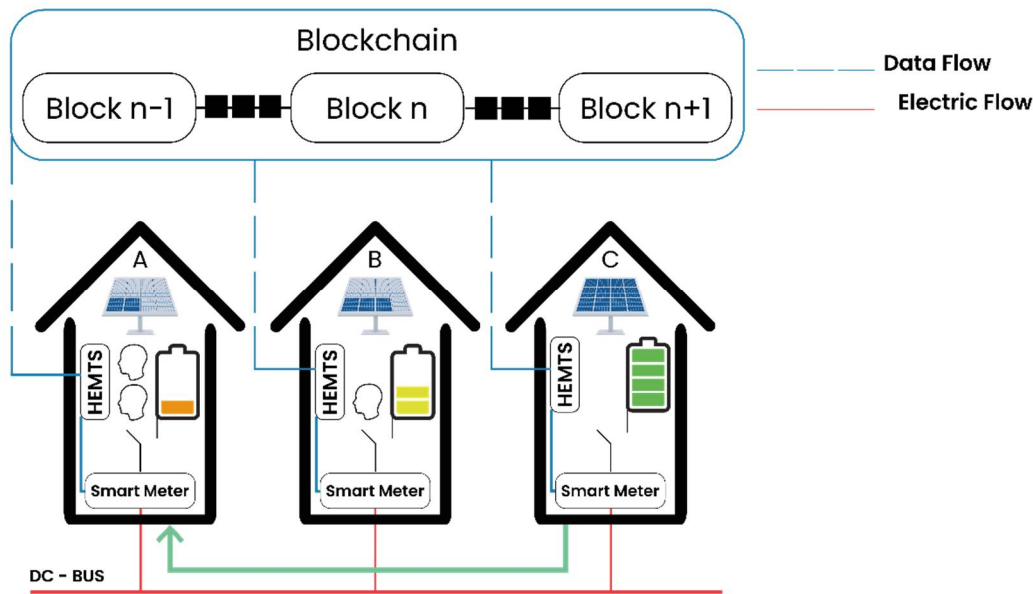 Blockchain
Block n-1
Block n
Block n+1
Data Flow
Electric Flow
A
B
C
HEMTS
HEMTS
HEMTS
Smart Meter
Smart Meter
Smart Meter
DC - BUS